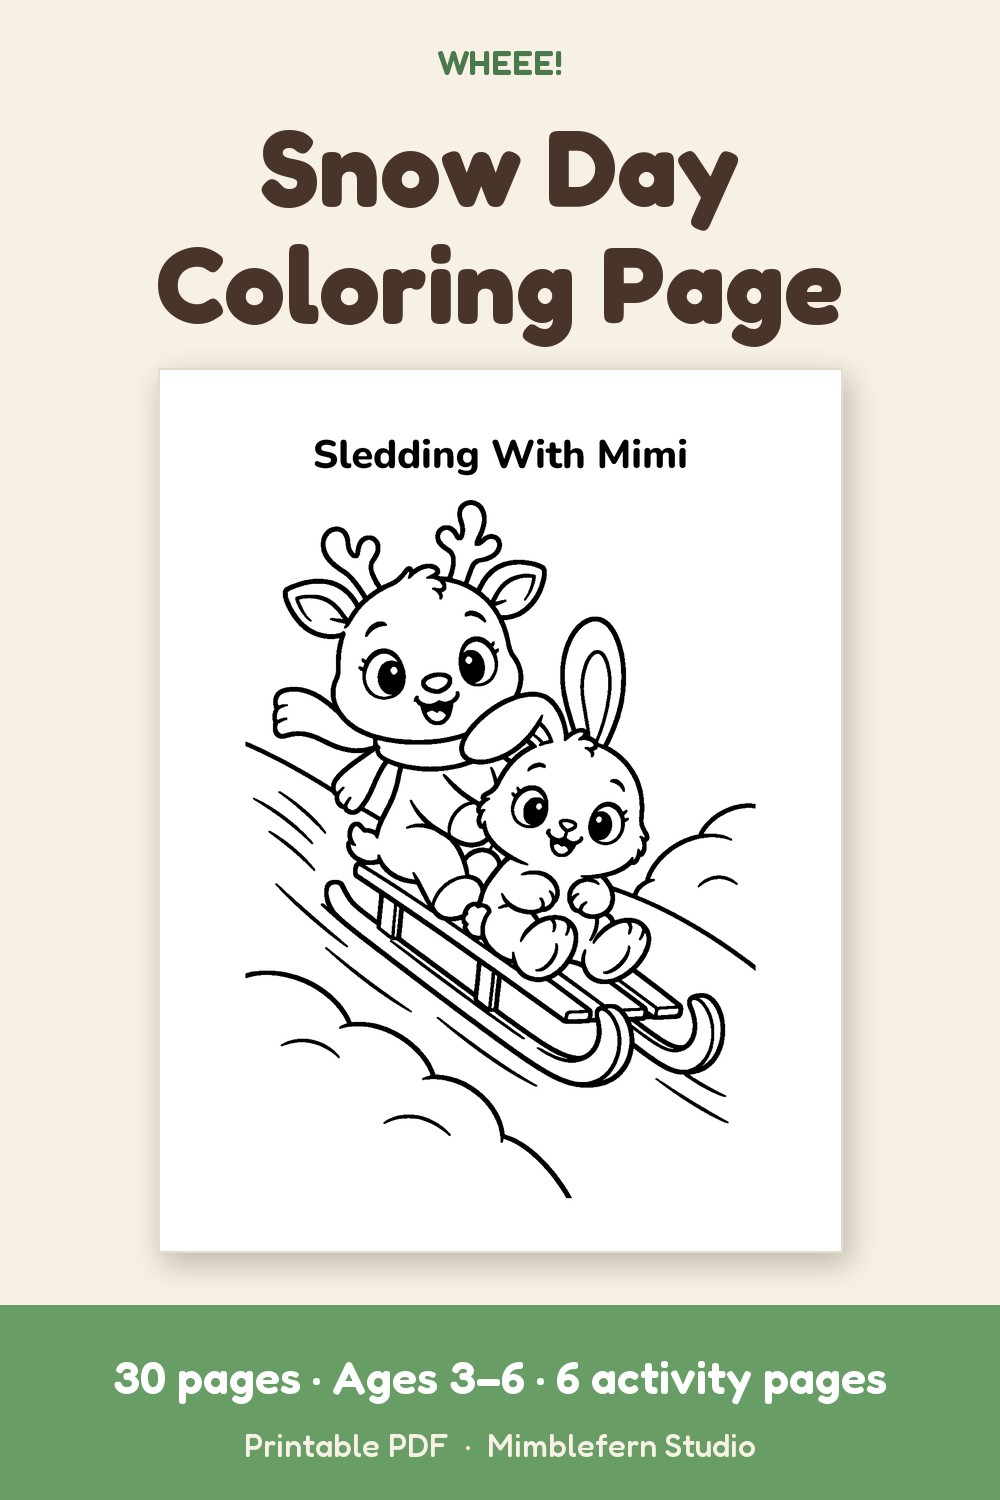 WHEEE!
Snow Day
Coloring Page
Sledding With Mimi
30 pages · Ages 3–6 · 6 activity pages
Printable PDF · Mimblefern Studio